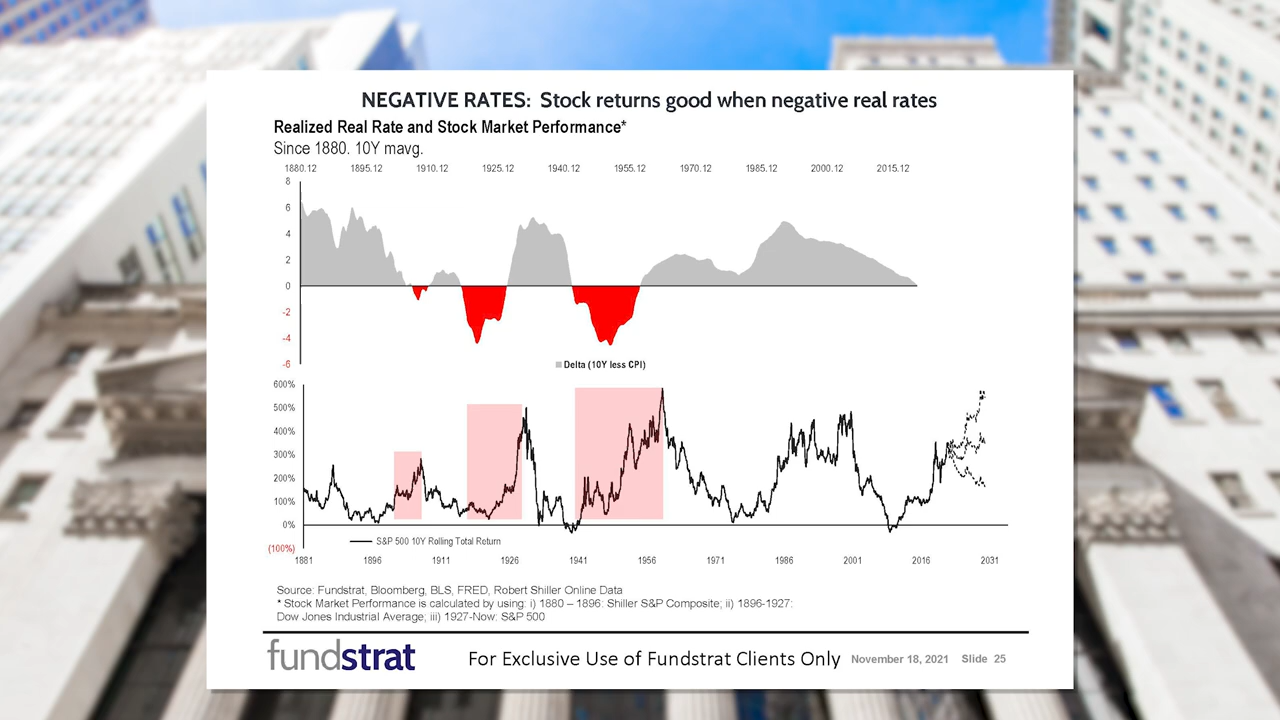 NEGATIVE RATES: Stock returns good when negative real rates
Realized Real Rate and Stock Market Performance*
Since 1880. 10Y mavg.
1880.12 1895.12 1910.12 1925.12 1940.12 1955.12 1970.12 1985.12 2000.12 2015.12
8
6
4
2
0
-2
-4
-6
Delta (10Y less CPI)
600%
500%
400%
300%
200%
100%
0%
(100%)
S&P 500 10Y Rolling Total Return
1881 1896 1911 1926 1941 1956 1971 1986 2001 2016 2031
Source: Fundstrat, Bloomberg, BLS, FRED, Robert Shiller Online Data
* Stock Market Performance is calculated by using: i) 1880 – 1896: Shiller S&P Composite; ii) 1896-1927:
Dow Jones Industrial Average; iii) 1927-Now: S&P 500
fundstrat For Exclusive Use of Fundstrat Clients Only November 18, 2021 Slide 25